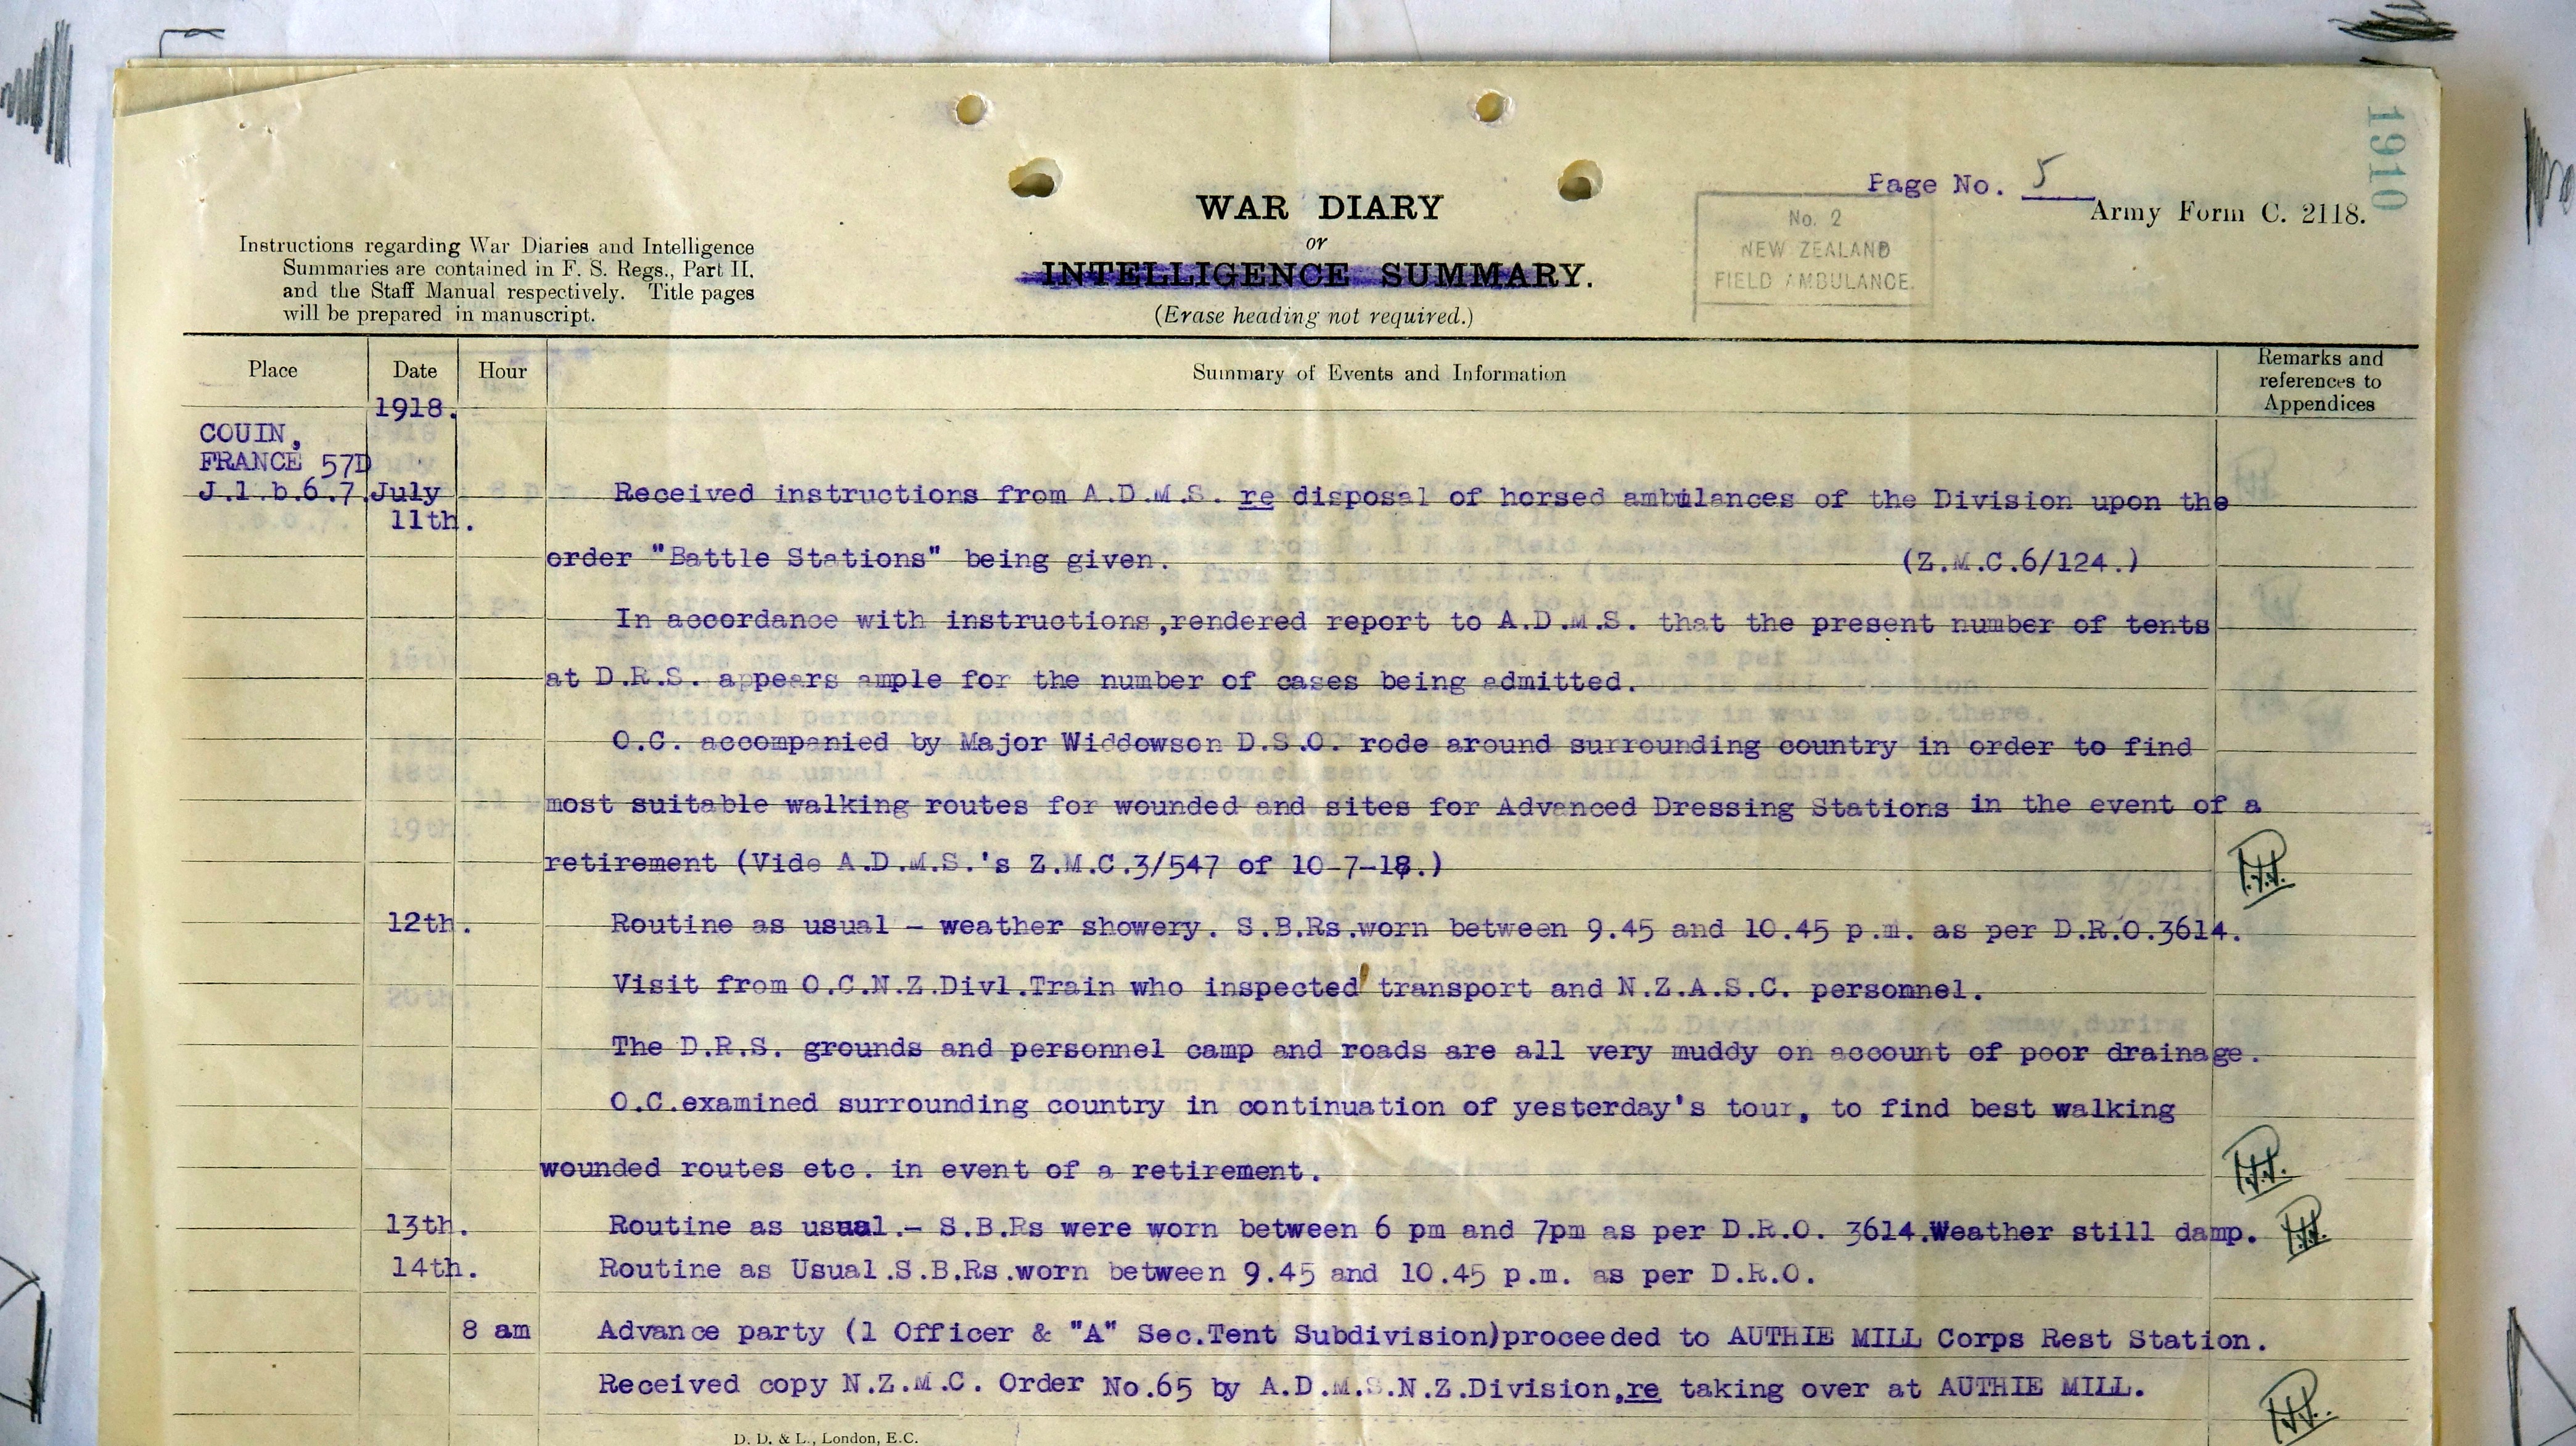 1910
Page No. 5
Army Form C. 2118.
No. 2
NEW ZEALAND
FIELD AMBULANCE.
WAR DIARY
or
INTELLIGENCE SUMMARY.
(Erase heading not required.)
Instructions regarding War Diaries and Intelligence
Summaries are contained in F. S. Regs., Part II.
and the Staff Manual respectively. Title pages
will be prepared in manuscript.
Place Date Hour Summary of Events and Information Remarks and
references to
Appendices
1918.
COUIN,
FRANCE 57D
J.1.b.6.7. July Received instructions from A.D.M.S. re disposal of horsed ambulances of the Division upon the
11th.
order "Battle Stations" being given. (Z.M.C.6/124.)
In accordance with instructions,rendered report to A.D.M.S. that the present number of tents
at D.R.S. appears ample for the number of cases being admitted.
O.C. accompanied by Major Widdowson D.S.O. rode around surrounding country in order to find
most suitable walking routes for wounded and sites for Advanced Dressing Stations in the event of a
retirement (Vide A.D.M.S.'s Z.M.C.3/547 of 10-7-18.)
12th. Routine as usual - weather showery. S.B.Rs.worn between 9.45 and 10.45 p.m. as per D.R.O.3614.
Visit from O.C.N.Z.Divl.Train who inspected transport and N.Z.A.S.C. personnel.
The D.R.S. grounds and personnel camp and roads are all very muddy on account of poor drainage.
O.C.examined surrounding country in continuation of yesterday's tour, to find best walking
wounded routes etc. in event of a retirement.
13th. Routine as usual.- S.B.Rs were worn between 6 pm and 7pm as per D.R.O. 3614.Weather still damp.
14th. Routine as Usual.S.B.Rs.worn between 9.45 and 10.45 p.m. as per D.R.O.
8 am Advance party (1 Officer & "A" Sec.Tent Subdivision)proceeded to AUTHIE MILL Corps Rest Station.
Received copy N.Z.M.C. Order No.65 by A.D.M.S.N.Z.Division,re taking over at AUTHIE MILL.
D. D. & L., London, E.C.